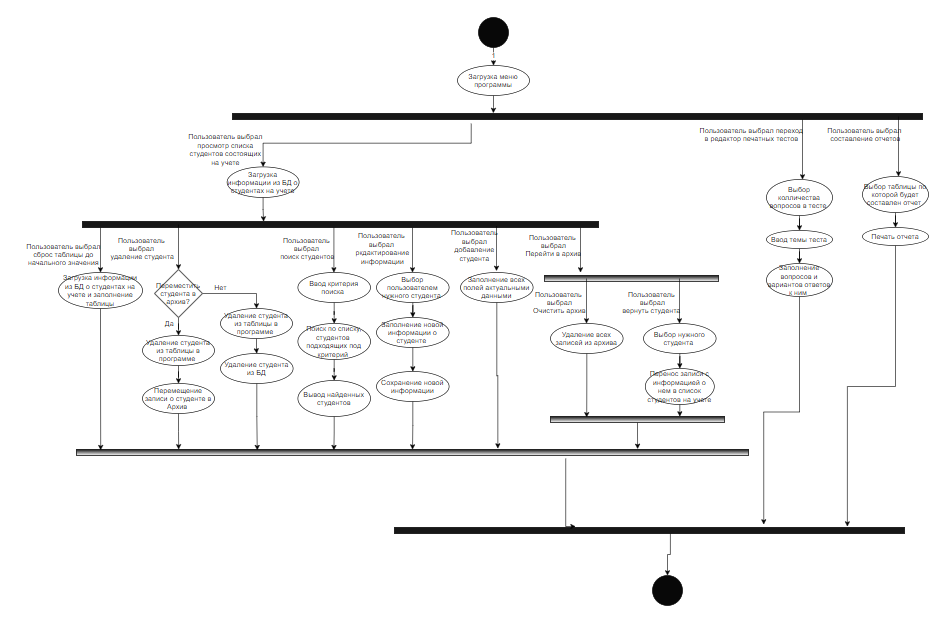 Загрузка меню
программы
Пользователь выбрал
просмотр списка
студентов состоящих
на учете
Пользователь выбрал переход
в редактор печатных тестов
Пользователь выбрал
составление отчетов
Загрузка
информации из БД о
студентах на учете
Выбор
колличества
вопросов в тесте
Выбор таблицы по
которой будет
составлен отчет
Ввод темы теста
Печать отчета
Заполнение
вопросов и
вариантов ответов
к ним
Пользователь выбрал
сброс таблицы до
начального значения
Пользователь
выбрал
удаление студента
Пользователь
выбрал
поиск студентов
Пользователь
выбрал
рждактирование
информации
Пользователь
выбрал
добавление
студента
Пользователь
выбрал
Перейти в архив
Загрузка информации
из БД о студентах на
учете и заполнение
таблицы
Переместить
студента в
архив?
Нет
Да
Ввод критерия
поиска
Выбор
пользователем
нужного студента
Заполнение всех
полей актуальными
данными
Пользователь
выбрал
Очистить архив
Пользователь
выбрал
вернуть студента
Удаление студента
из таблицы в
программе
Перемещение
записи о студенте в
Архив
Удаление студента
из таблицы в
программе
Удаление студента
из БД
Поиск по списку,
студентов
подходящих под
критерий
Вывод найденных
студентов
Заполнение новой
информации о
студенте
Сохранение новой
информации
Удаление всех
записей из архива
Выбор нужного
студента
Перенос записи с
информацией о
нем в список
студентов на учете